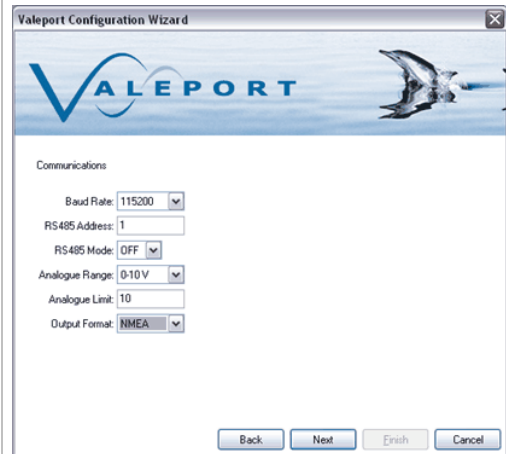 Valeport Configuration Wizard
VALEPORT
Communications
Baud Rate: 115200
RS485 Address: 1
RS485 Mode: OFF
Analogue Range: 0-10 V
Analogue Limit: 10
Output Format: NMEA
Back Next Finish Cancel